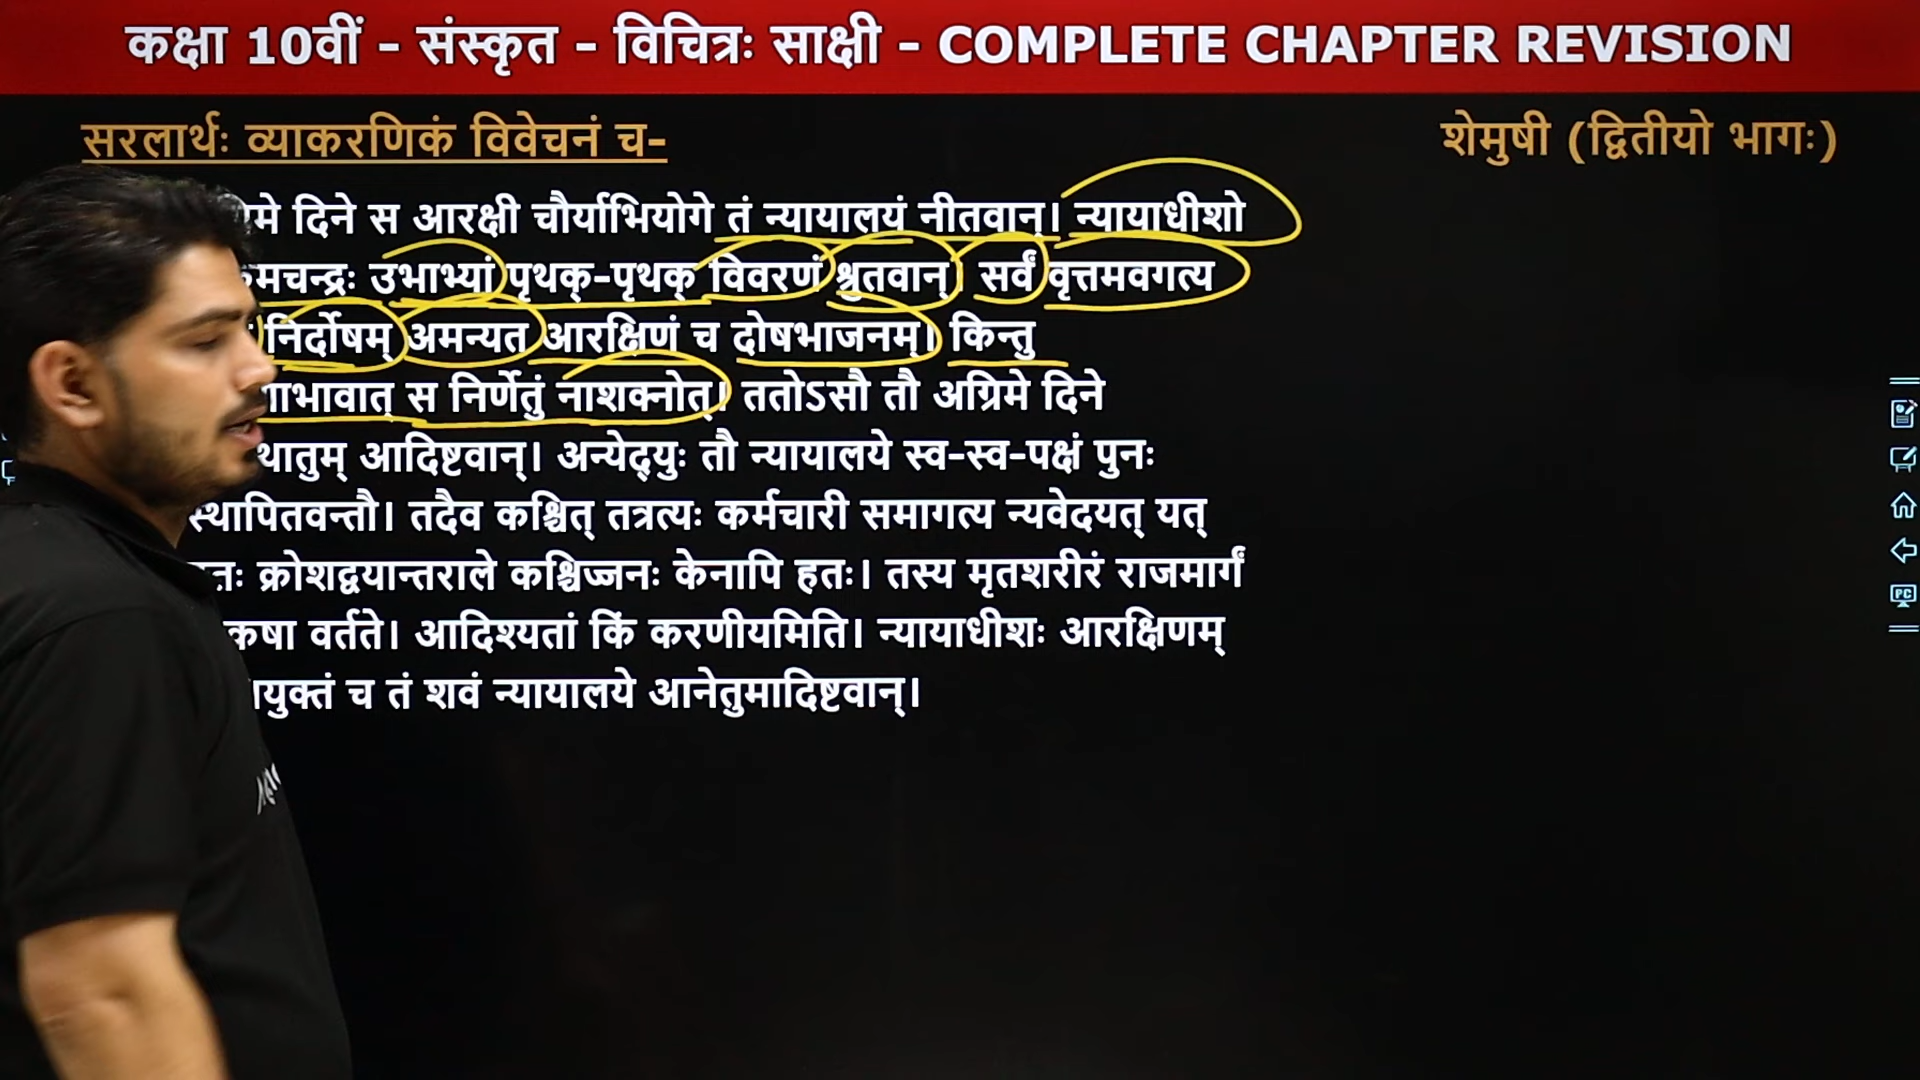 कक्षा 10वीं - संस्कृत - विचित्रः साक्षी - COMPLETE CHAPTER REVISION
सरलार्थः व्याकरणिकं विवेचनं च-
शेमुषी (द्वितीयो भागः)
दिने स आरक्षी चौर्याभियोगे तं न्यायालयं नीतवान्। न्यायाधीशो
उभाभ्यां पृथक्-पृथक् विवरणं श्रुतवान्। सर्वं वृत्तमवगत्य
निर्दोषम् अमन्यत आरक्षिणं च दोषभाजनम्। किन्तु
स निर्णेतुं नाशक्नोत्। ततोऽसौ तौ अग्रिमे दिने
आदिष्टवान्। अन्येद्युः तौ न्यायालये स्व-स्व-पक्षं पुनः
स्थापितवन्तौ। तदैव कश्चित् तत्रत्यः कर्मचारी समागत्य न्यवेदयत् यत्
क्रोशद्वयान्तराले कश्चिज्जनः केनापि हतः। तस्य मृतशरीरं राजमार्गं
वर्तते। आदिश्यतां किं करणीयमिति। न्यायाधीशः आरक्षिणम्
च तं शवं न्यायालये आनेतुमादिष्टवान्।
PC